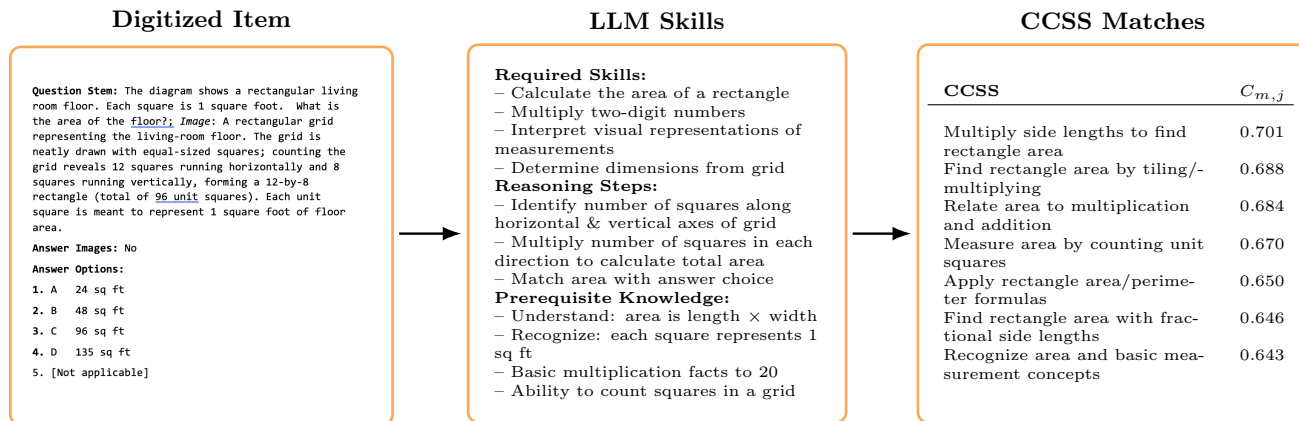 Digitized Item
Question Stem: The diagram shows a rectangular living
room floor. Each square is 1 square foot. What is
the area of the floor?; Image: A rectangular grid
representing the living-room floor. The grid is
neatly drawn with equal-sized squares; counting the
grid reveals 12 squares running horizontally and 8
squares running vertically, forming a 12-by-8
rectangle (total of 96 unit squares). Each unit
square is meant to represent 1 square foot of floor
area.
Answer Images: No
Answer Options:
1. A 24 sq ft
2. B 48 sq ft
3. C 96 sq ft
4. D 135 sq ft
5. [Not applicable]
LLM Skills
Required Skills:
– Calculate the area of a rectangle
– Multiply two-digit numbers
– Interpret visual representations of
measurements
– Determine dimensions from grid
Reasoning Steps:
– Identify number of squares along
horizontal & vertical axes of grid
– Multiply number of squares in each
direction to calculate total area
– Match area with answer choice
Prerequisite Knowledge:
– Understand: area is length × width
– Recognize: each square represents 1
sq ft
– Basic multiplication facts to 20
– Ability to count squares in a grid
CCSS Matches
CCSS C_{m,j}
Multiply side lengths to find 0.701
rectangle area
Find rectangle area by tiling/- 0.688
multiplying
Relate area to multiplication 0.684
and addition
Measure area by counting unit 0.670
squares
Apply rectangle area/perime- 0.650
ter formulas
Find rectangle area with frac- 0.646
tional side lengths
Recognize area and basic mea- 0.643
surement concepts